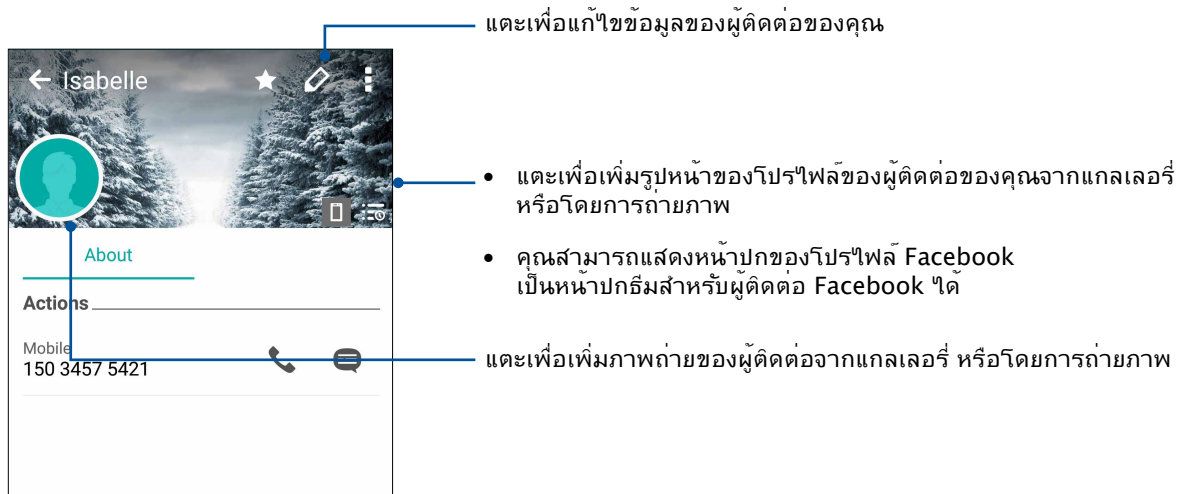 แตะเพื่อแก้ไขข้อมูลของผู้ติดต่อของคุณ
Isabelle
• แตะเพื่อเพิ่มรูปหน้าของโปรไฟล์ของผู้ติดต่อของคุณจากแกลเลอรี่
หรือโดยการถ่ายภาพ
• คุณสามารถแสดงหน้าปกของโปรไฟล์ Facebook
เป็นหน้าปกธีมสำหรับผู้ติดต่อ Facebook ได้
About
Actions
Mobile
150 3457 5421
แตะเพื่อเพิ่มภาพถ่ายของผู้ติดต่อจากแกลเลอรี่ หรือโดยการถ่ายภาพ